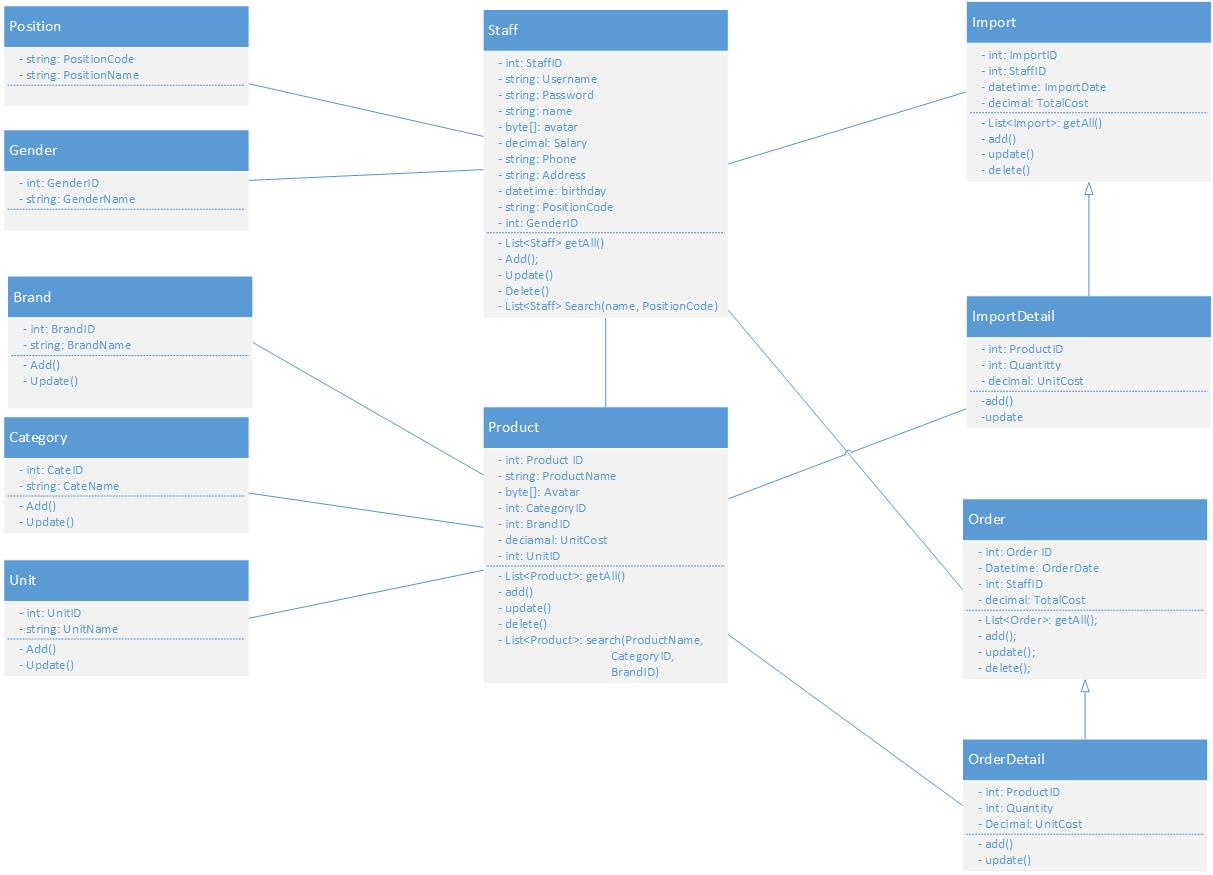 Position
- string: PositionCode
- string: PositionName
Gender
- int: GenderID
- string: GenderName
Brand
- int: BrandID
- string: BrandName
- Add()
- Update()
Category
- int: CateID
- string: CateName
- Add()
- Update()
Unit
- int: UnitID
- string: UnitName
- Add()
- Update()
Staff
- int: StaffID
- string: Username
- string: Password
- string: name
- byte[]: avatar
- decimal: Salary
- string: Phone
- string: Address
- datetime: birthday
- string: PositionCode
- int: GenderID
- List<Staff> getAll()
- Add();
- Update()
- Delete()
- List<Staff> Search(name, PositionCode)
Product
- int: Product ID
- string: ProductName
- byte[]: Avatar
- int: CategoryID
- int: BrandID
- deciamal: UnitCost
- int: UnitID
- List<Product>: getAll()
- add()
- update()
- delete()
- List<Product>: search(ProductName,
CategoryID,
BrandID)
Import
- int: ImportID
- int: StaffID
- datetime: ImportDate
- decimal: TotalCost
- List<Import>: getAll()
- add()
- update()
- delete()
ImportDetail
- int: ProductID
- int: Quantitty
- decimal: UnitCost
-add()
-update
Order
- int: Order ID
- Datetime: OrderDate
- int: StaffID
- decimal: TotalCost
- List<Order>: getAll();
- add();
- update();
- delete();
OrderDetail
- int: ProductID
- int: Quantity
- Decimal: UnitCost
- add()
- update()